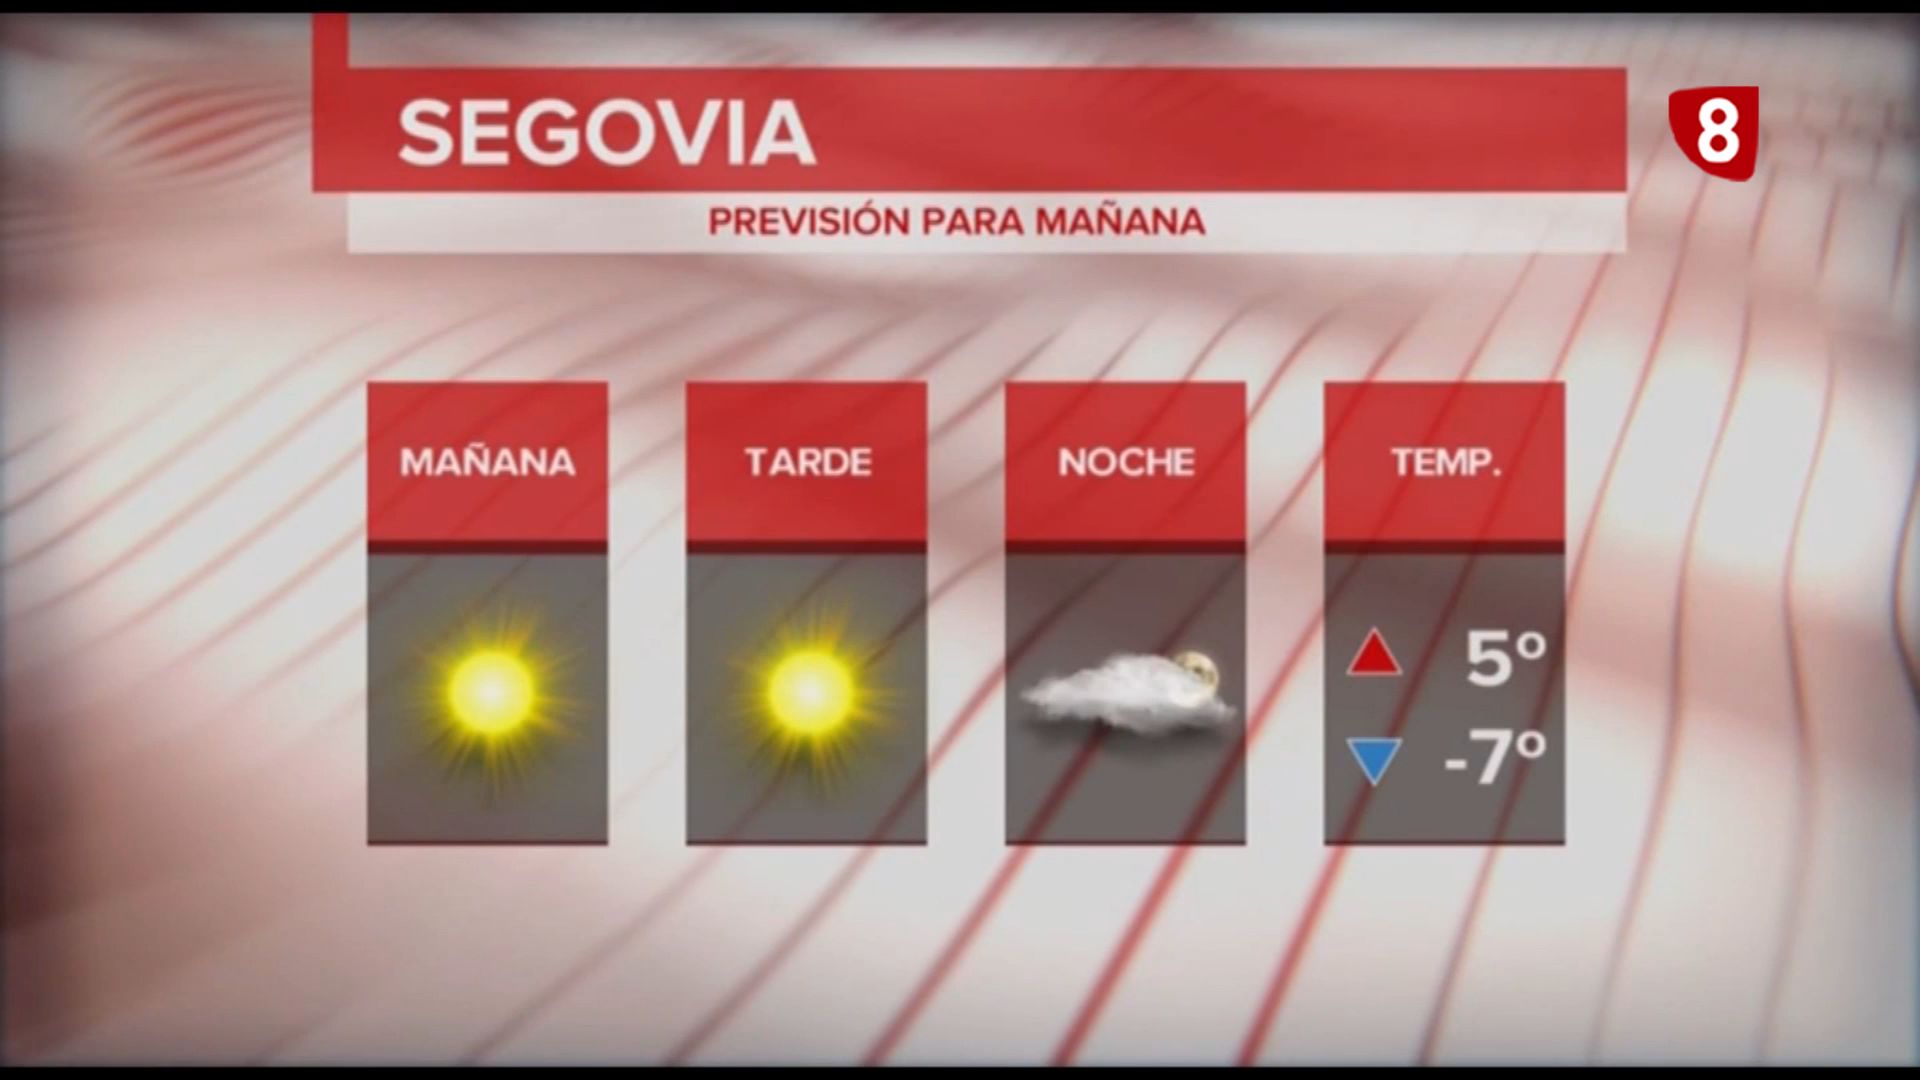 SEGOVIA
8
PREVISIÓN PARA MAÑANA
MAÑANA
TARDE
NOCHE
TEMP.
5º
-7º